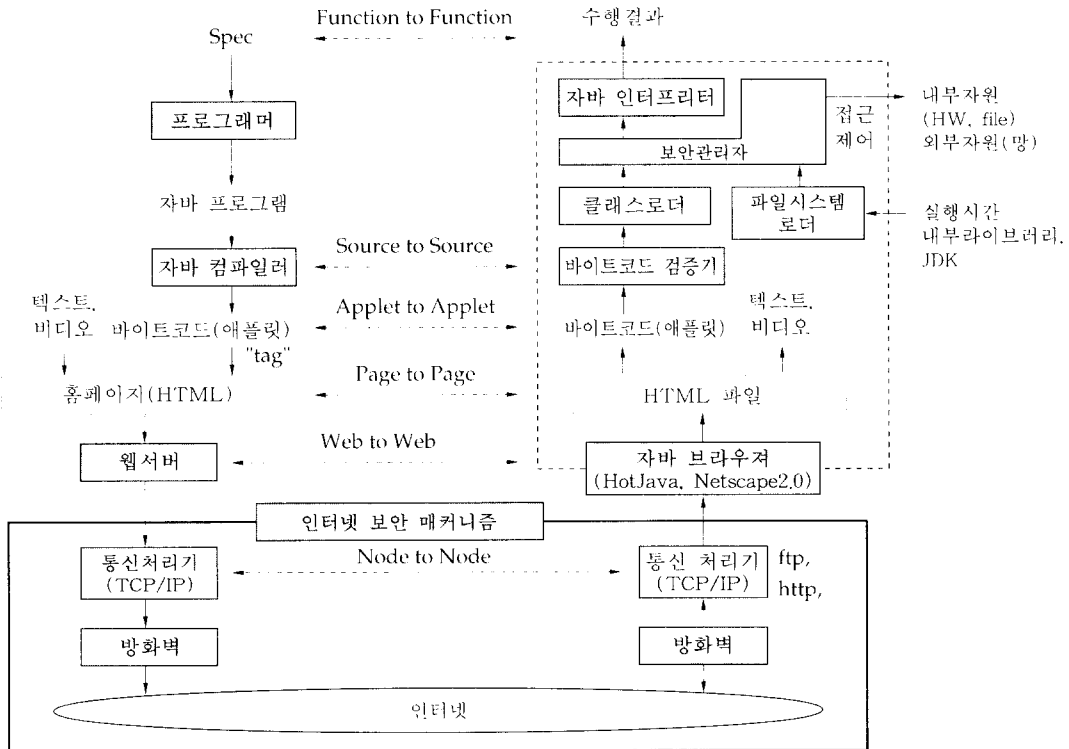 Function to Function
수행결과
Spec
자바 인터프리터
내부자원
(HW, file)
외부자원(망)
프로그래머
접근
제어
보안관리자
자바 프로그램
클래스로더
파일시스템
로더
실행시간
내부라이브러리,
JDK
Source to Source
자바 컴파일러
바이트코드 검증기
텍스트,
비디오
바이트코드(애플릿)
"tag"
Applet to Applet
바이트코드(애플릿)
텍스트,
비디오
Page to Page
홈페이지(HTML)
HTML 파일
Web to Web
웹서버
자바 브라우져
(HotJava, Netscape2.0)
인터넷 보안 매커니즘
통신처리기
(TCP/IP)
Node to Node
통신 처리기
(TCP/IP)
ftp,
http,
방화벽
방화벽
인터넷